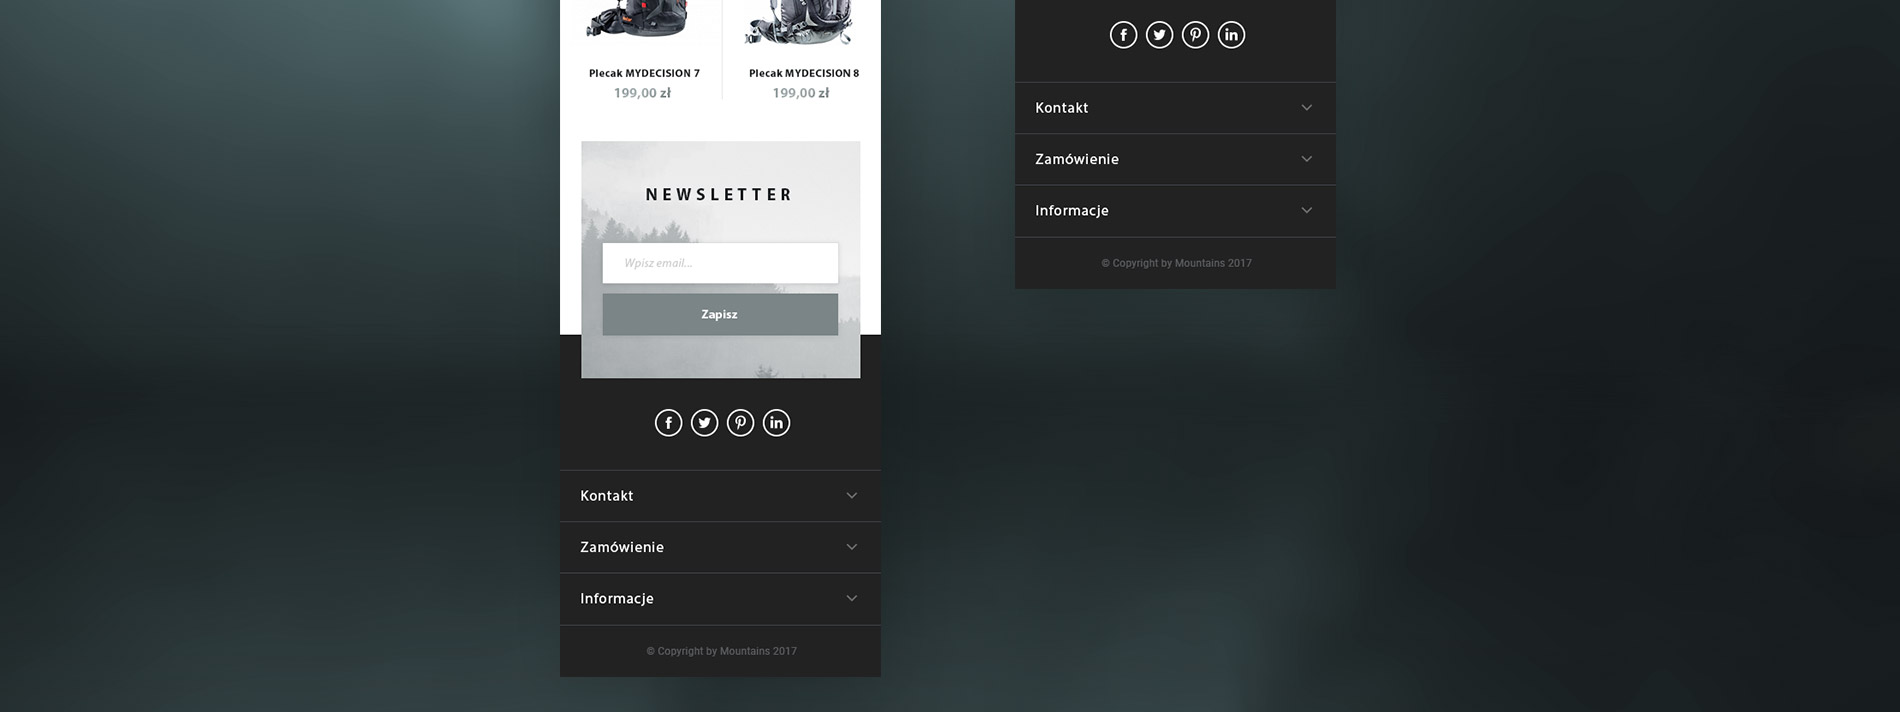 Plecak MYDECISION 7
199,00 zł
Plecak MYDECISION 8
199,00 zł
NEWSLETTER
Wpisz email...
Zapisz
Kontakt
Zamówienie
Informacje
© Copyright by Mountains 2017
Kontakt
Zamówienie
Informacje
© Copyright by Mountains 2017